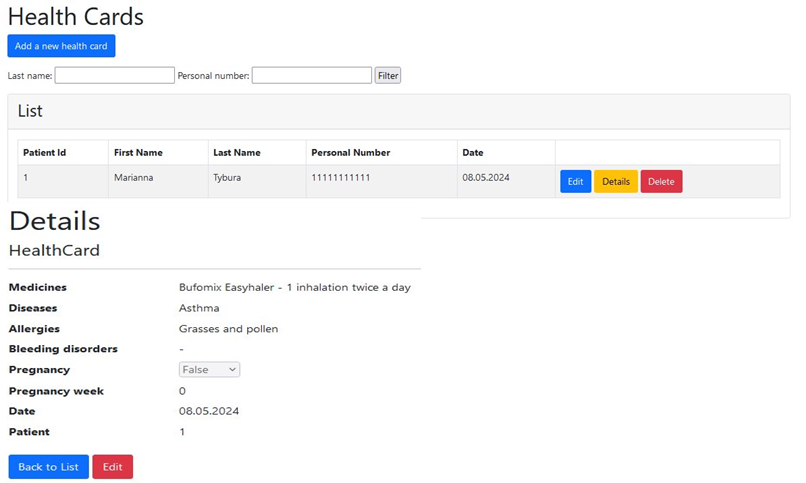 Health Cards
Add a new health card
Last name: Personal number: Filter
List
Patient Id First Name Last Name Personal Number Date
1 Marianna Tybura 11111111111 08.05.2024 Edit Details Delete
Details
HealthCard
Medicines Bufomix Easyhaler - 1 inhalation twice a day
Diseases Asthma
Allergies Grasses and pollen
Bleeding disorders -
Pregnancy False
Pregnancy week 0
Date 08.05.2024
Patient 1
Back to List Edit